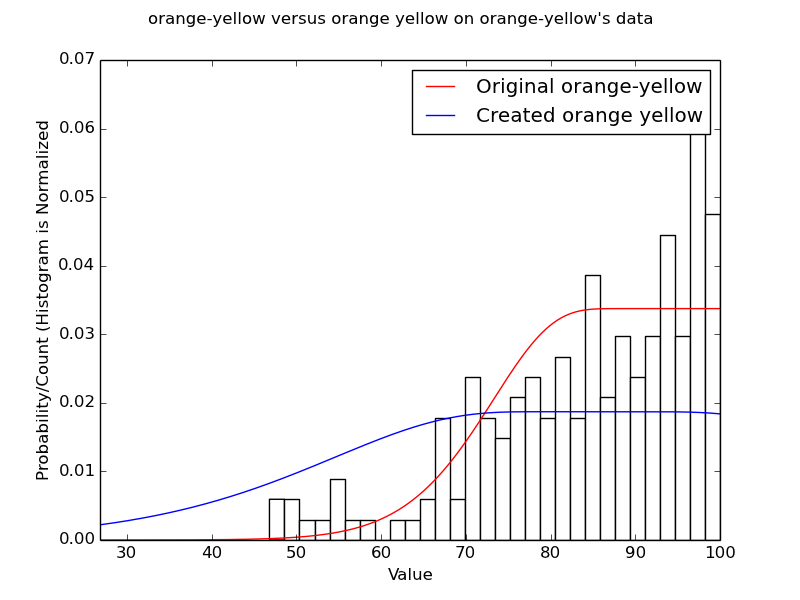 orange-yellow versus orange yellow on orange-yellow's data
Original orange-yellow
Created orange yellow
Probability/Count (Histogram is Normalized
0.07
0.06
0.05
0.04
0.03
0.02
0.01
0.00
30 40 50 60 70 80 90 100
Value